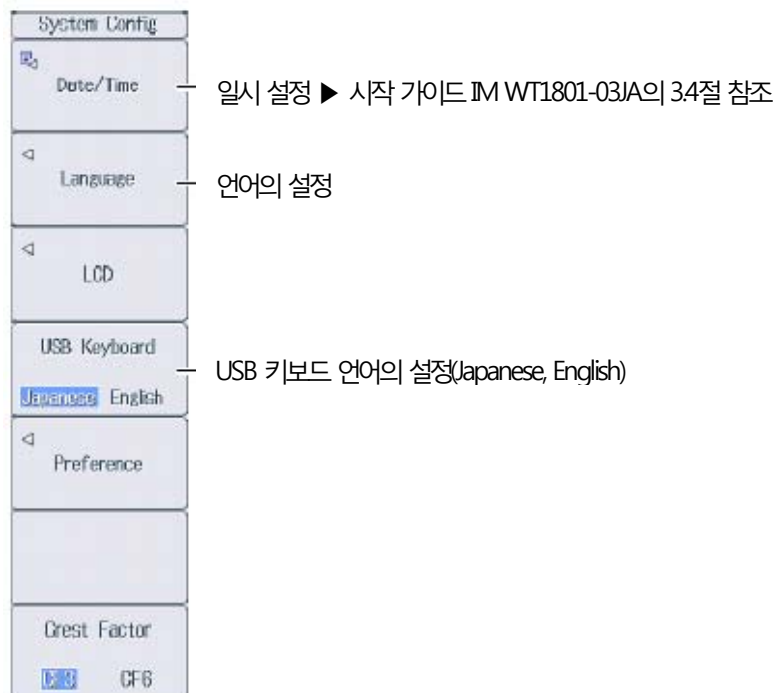 System Config
Date/Time
일시 설정 ▶ 시작 가이드 IM WT1801-03JA의 3.4절 참조
Language
언어의 설정
LCD
USB Keyboard
Japanese English
USB 키보드 언어의 설정(Japanese, English)
Preference
Crest Factor
CF3 CF6